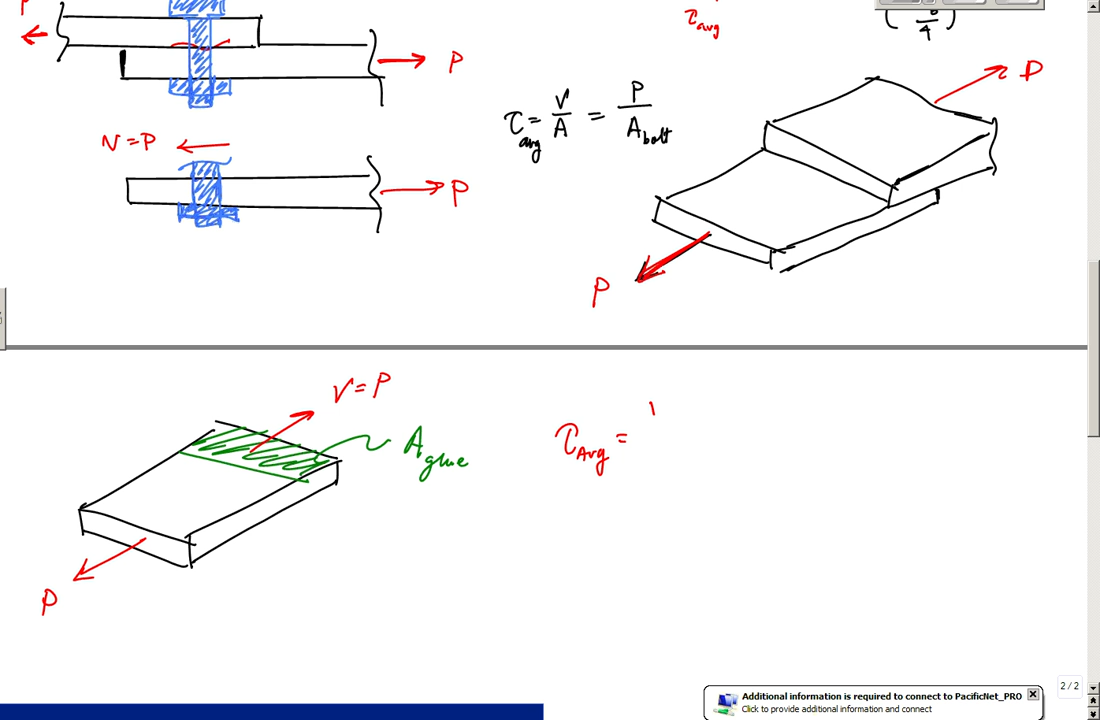 P
τavg
(π/4)
P
τavg = V/A = P/Abolt
P
V=P
P
P
V=P
Aglue
τAvg =
P
2 / 2
Additional information is required to connect to PacificNet_PRO
Click to provide additional information and connect